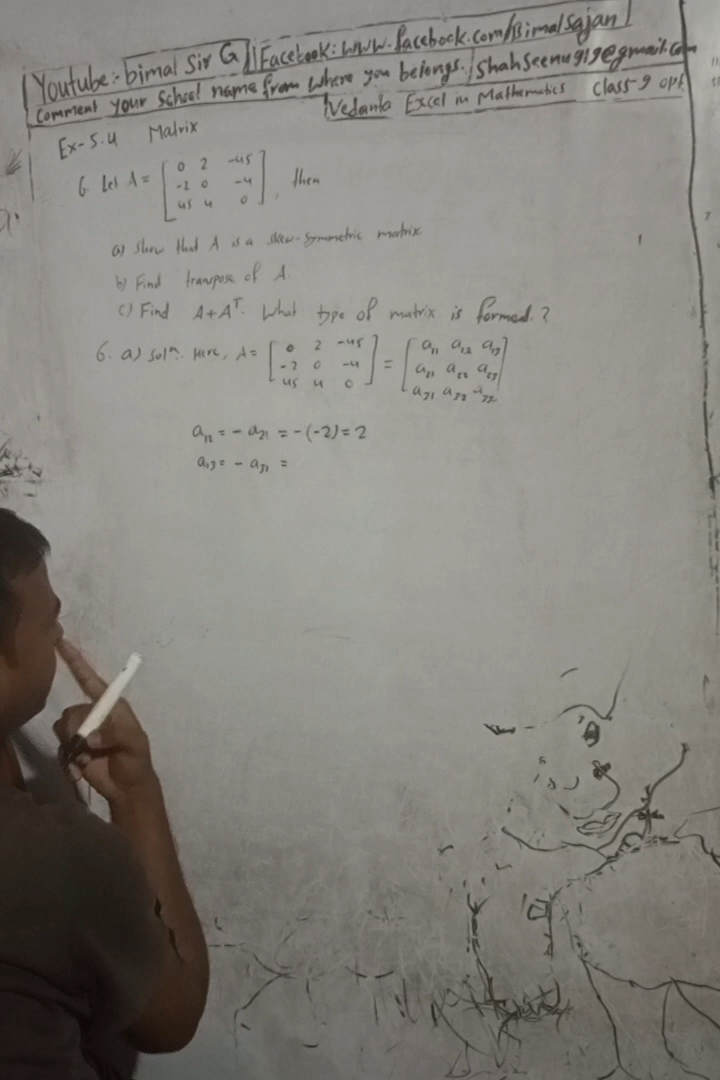 Youtube:- bimal Sir G || Facebook: www.facebook.com/Bimalsajan
Comment your School name from where you belongs. / shahseenu919@gmail.com
Vedanta Excel in Mathematics class-9 opt
Ex-5.4 Matrix
6. Let A = [ 0 2 -45
-2 0 -4
45 4 0 ], then
a) Show that A is a skew-symmetric matrix
b) Find transpose of A.
c) Find A+Aᵀ. What type of matrix is formed.?
6. a) Solⁿ. Here, A = [ 0 2 -45 ] = [ a₁₁ a₁₂ a₁₃ ]
-2 0 -4 a₂₁ a₂₂ a₂₃
45 4 0 a₃₁ a₃₂ a₃₃
a₁₂ = - a₂₁ = -(-2) = 2
a₁₃ = - a₃₁ =